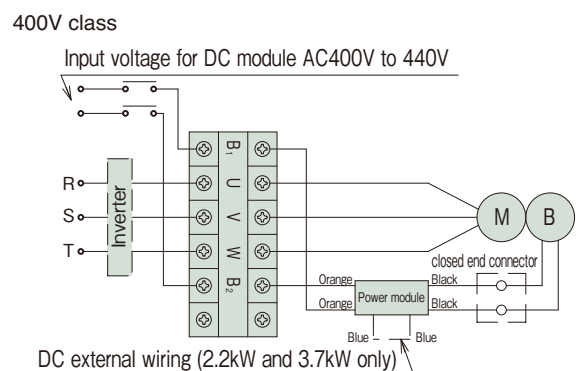 400V class
Input voltage for DC module AC400V to 440V
B1
R
U
S
Inverter
V
M
B
T
W
closed end connector
B2
Orange
Black
Orange
Power module
Black
Blue
Blue
DC external wiring (2.2kW and 3.7kW only)